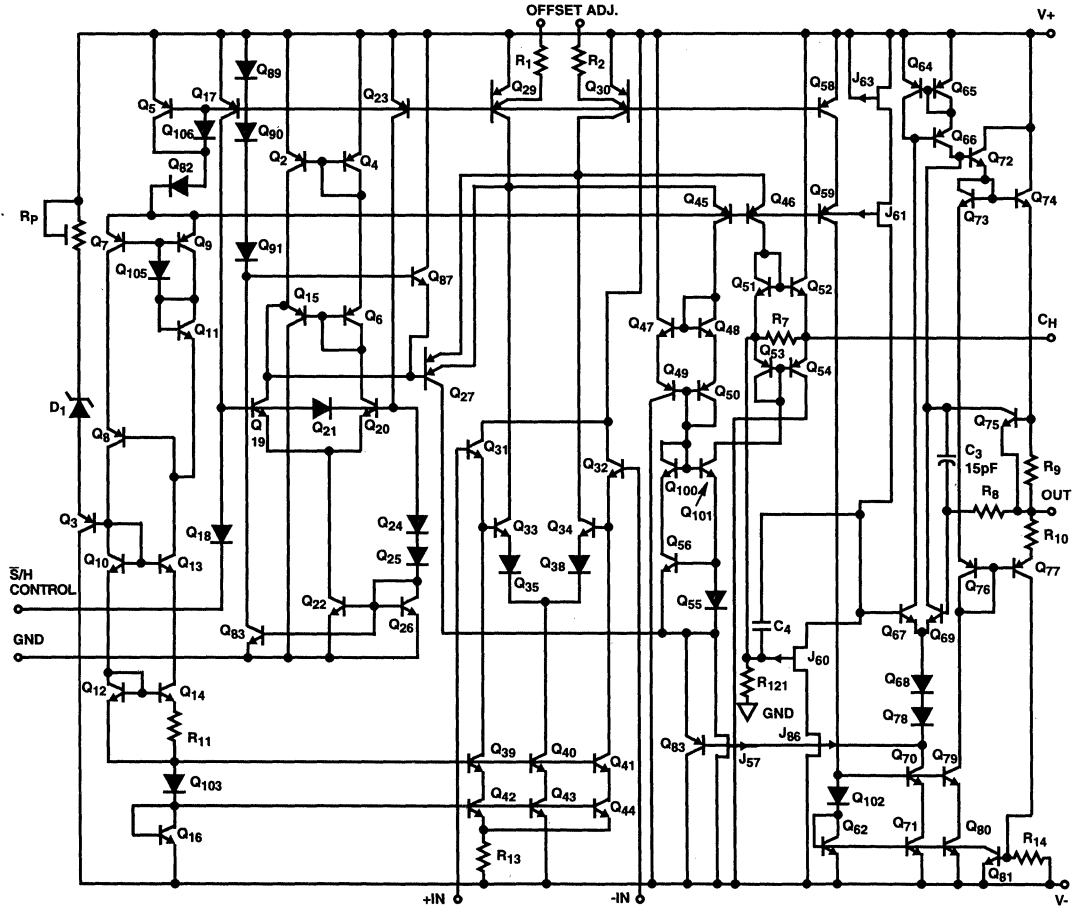 OFFSET ADJ.
V+
R1
R2
Q89
Q5
Q17
Q23
Q29
Q30
Q58
J63
Q64
Q65
Q106
Q90
Q66
Q82
Q2
Q4
Q72
RP
Q45
Q46
Q59
J61
Q73
Q74
Q7
Q9
Q91
Q105
Q87
Q51
Q52
Q15
Q6
Q11
Q47
Q48
R7
CH
Q53
Q54
Q49
Q50
Q27
D1
Q8
Q19
Q21
Q20
Q31
Q32
Q75
C3
15pF
R9
Q100
Q101
R8
OUT
Q3
Q18
Q24
Q33
Q34
R10
Q10
Q13
Q25
Q35
Q38
Q56
Q76
Q77
S/H
CONTROL
Q22
Q26
Q55
C4
Q67
Q69
Q83
GND
J60
Q12
Q14
R121
Q68
GND
Q78
R11
Q83
J57
J86
Q39
Q40
Q41
Q70
Q79
Q103
Q42
Q43
Q44
Q102
Q16
Q62
Q71
Q80
R13
R14
Q81
+IN
-IN
V-